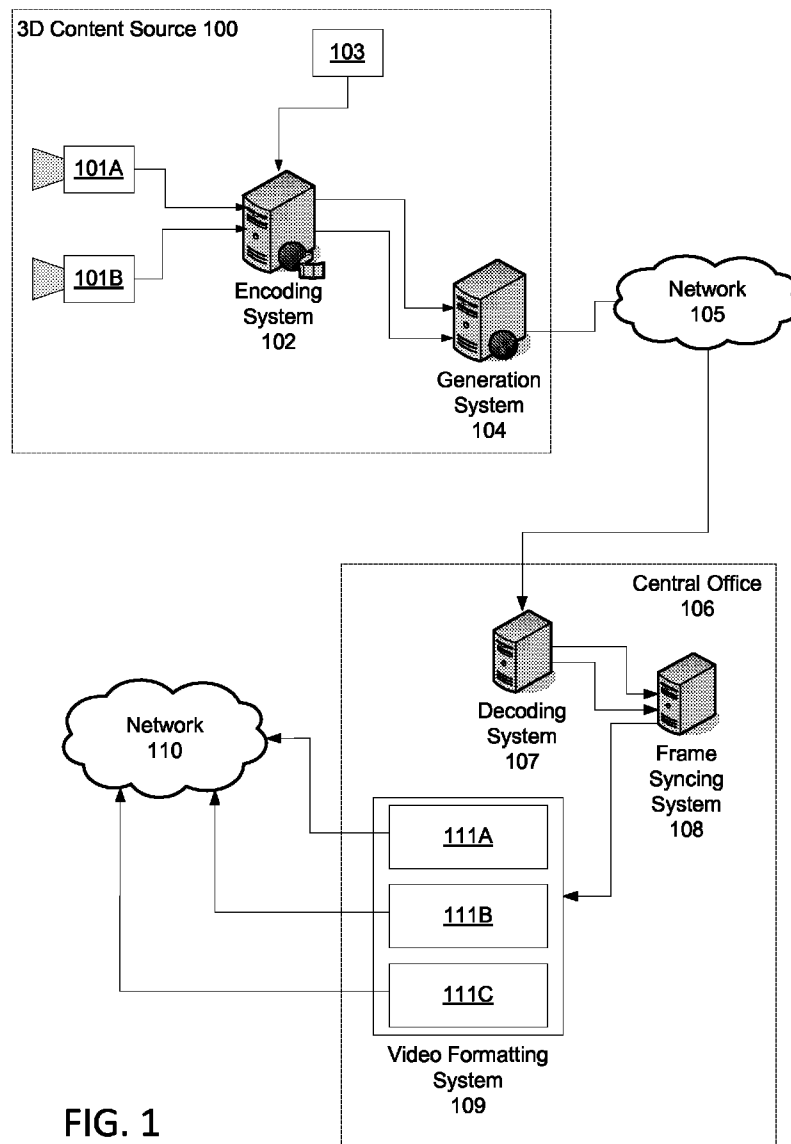 3D Content Source 100
103
101A
101B
Encoding
System
102
Generation
System
104
Network
105
Central Office
106
Decoding
System
107
Frame
Syncing
System
108
Network
110
111A
111B
111C
Video Formatting
System
109
FIG. 1